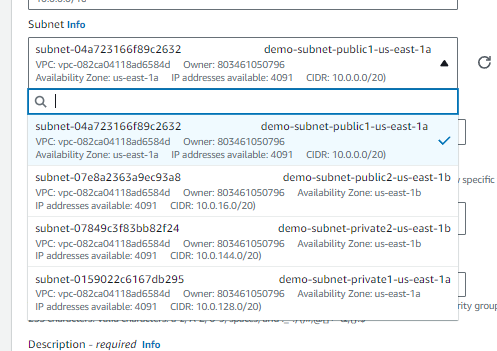 Subnet Info
subnet-04a723166f89c2632 demo-subnet-public1-us-east-1a
VPC: vpc-082ca04118ad6584d Owner: 803461050796
Availability Zone: us-east-1a IP addresses available: 4091 CIDR: 10.0.0.0/20)
subnet-04a723166f89c2632 demo-subnet-public1-us-east-1a
VPC: vpc-082ca04118ad6584d Owner: 803461050796
Availability Zone: us-east-1a IP addresses available: 4091 CIDR: 10.0.0.0/20)
subnet-07e8a2363a9ec93a8 demo-subnet-public2-us-east-1b
VPC: vpc-082ca04118ad6584d Owner: 803461050796 Availability Zone: us-east-1b
IP addresses available: 4091 CIDR: 10.0.16.0/20)
specific
subnet-07849c3f83bb82f24 demo-subnet-private2-us-east-1b
VPC: vpc-082ca04118ad6584d Owner: 803461050796 Availability Zone: us-east-1b
IP addresses available: 4091 CIDR: 10.0.144.0/20)
subnet-0159022c6167db295 demo-subnet-private1-us-east-1a
VPC: vpc-082ca04118ad6584d Owner: 803461050796 Availability Zone: us-east-1a
IP addresses available: 4091 CIDR: 10.0.128.0/20)
Description - required Info